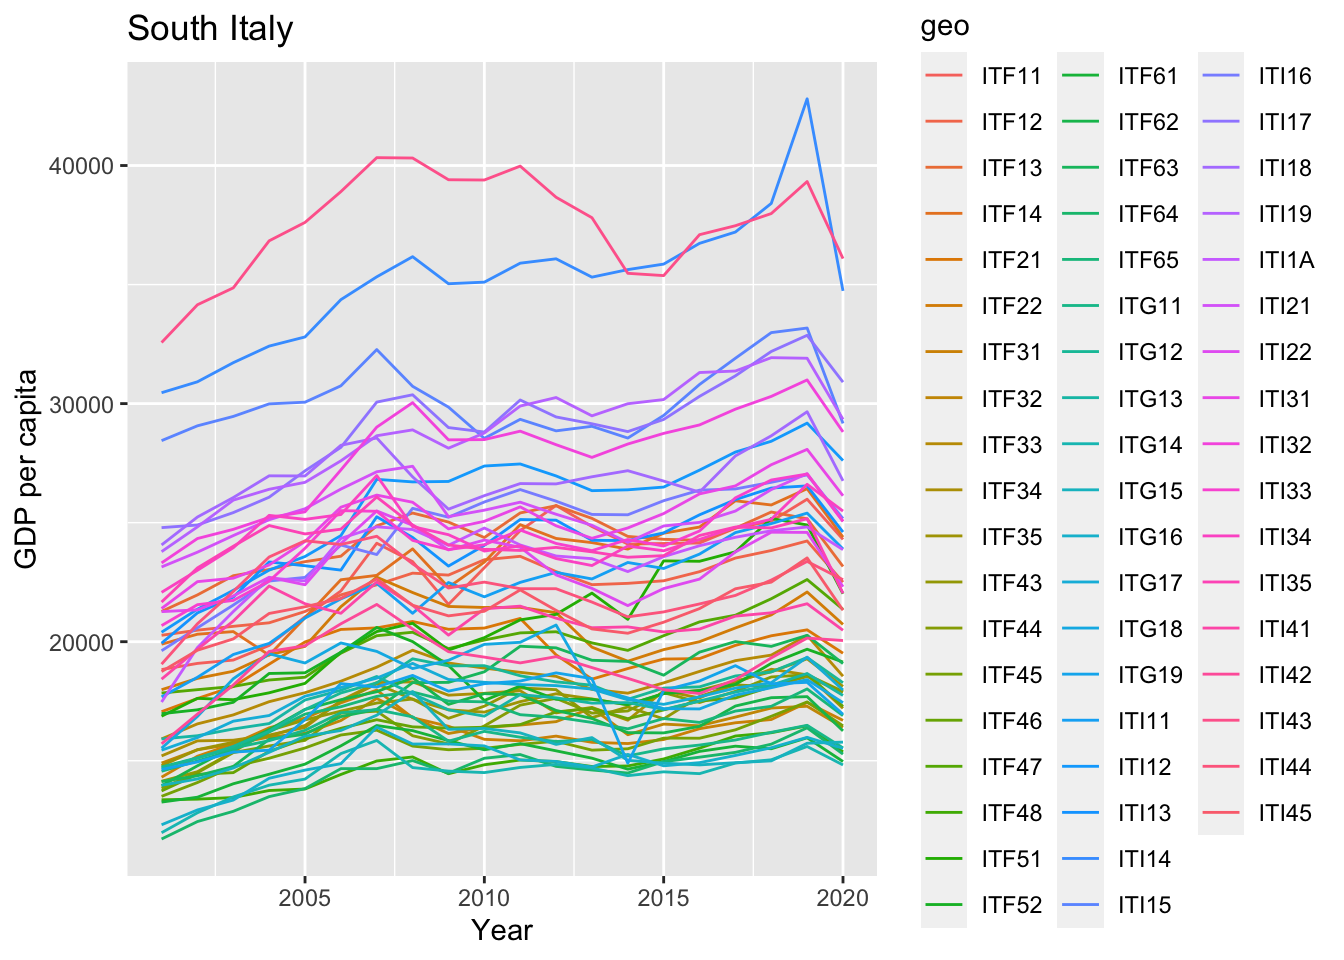 South Italy
GDP per capita
40000
30000
20000
2005 2010 2015 2020
Year
geo
ITF11 ITF61 ITI16
ITF12 ITF62 ITI17
ITF13 ITF63 ITI18
ITF14 ITF64 ITI19
ITF21 ITF65 ITI1A
ITF22 ITG11 ITI21
ITF31 ITG12 ITI22
ITF32 ITG13 ITI31
ITF33 ITG14 ITI32
ITF34 ITG15 ITI33
ITF35 ITG16 ITI34
ITF43 ITG17 ITI35
ITF44 ITG18 ITI41
ITF45 ITG19 ITI42
ITF46 ITI11 ITI43
ITF47 ITI12 ITI44
ITF48 ITI13 ITI45
ITF51 ITI14
ITF52 ITI15